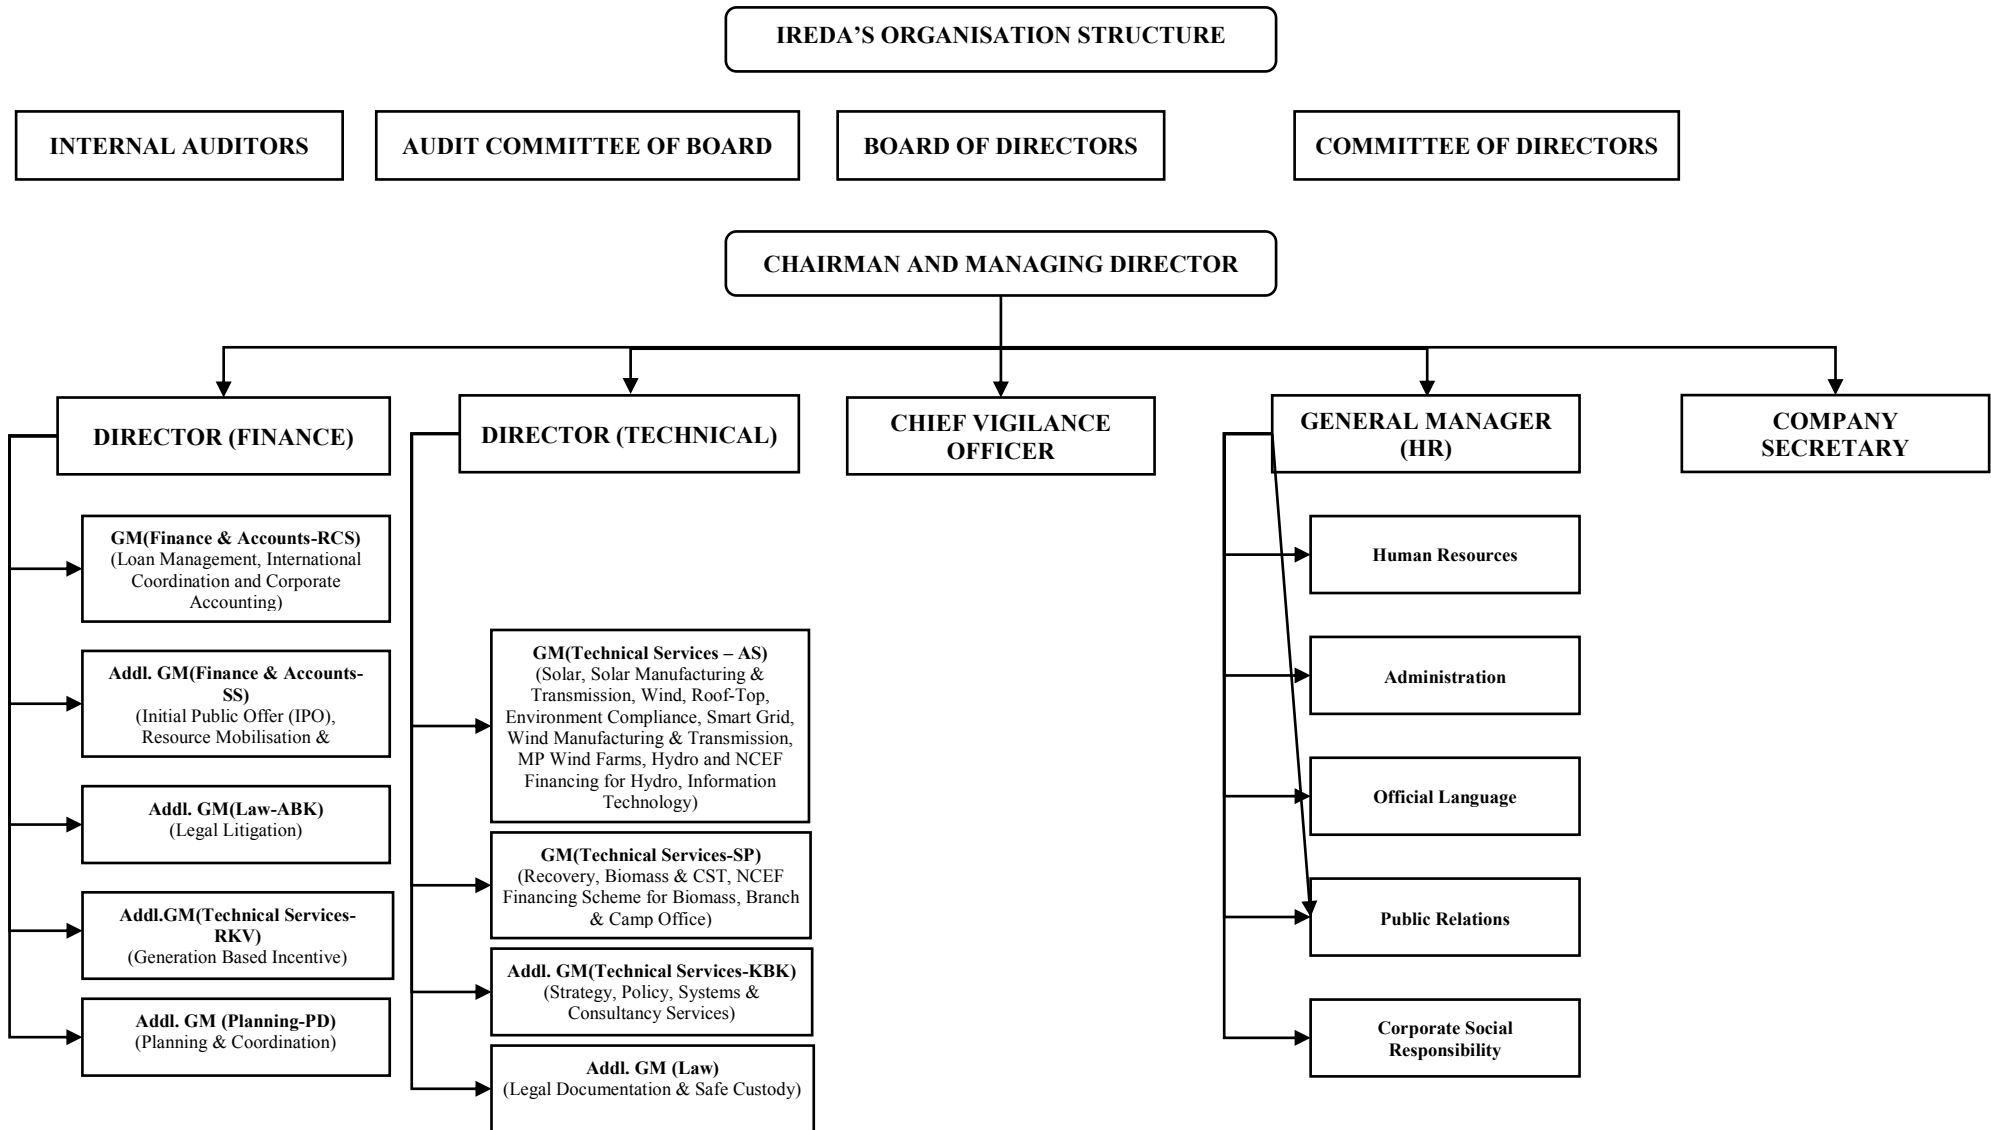 IREDA'S ORGANISATION STRUCTURE
INTERNAL AUDITORS
AUDIT COMMITTEE OF BOARD
BOARD OF DIRECTORS
COMMITTEE OF DIRECTORS
CHAIRMAN AND MANAGING DIRECTOR
DIRECTOR (FINANCE)
DIRECTOR (TECHNICAL)
CHIEF VIGILANCE
OFFICER
GENERAL MANAGER
(HR)
COMPANY
SECRETARY
GM(Finance & Accounts-RCS)
(Loan Management, International
Coordination and Corporate
Accounting)
Addl. GM(Finance & Accounts-
SS)
(Initial Public Offer (IPO),
Resource Mobilisation &
Addl. GM(Law-ABK)
(Legal Litigation)
Addl.GM(Technical Services-
RKV)
(Generation Based Incentive)
Addl. GM (Planning-PD)
(Planning & Coordination)
GM(Technical Services – AS)
(Solar, Solar Manufacturing &
Transmission, Wind, Roof-Top,
Environment Compliance, Smart Grid,
Wind Manufacturing & Transmission,
MP Wind Farms, Hydro and NCEF
Financing for Hydro, Information
Technology)
GM(Technical Services-SP)
(Recovery, Biomass & CST, NCEF
Financing Scheme for Biomass, Branch
& Camp Office)
Addl. GM(Technical Services-KBK)
(Strategy, Policy, Systems &
Consultancy Services)
Addl. GM (Law)
(Legal Documentation & Safe Custody)
Human Resources
Administration
Official Language
Public Relations
Corporate Social
Responsibility